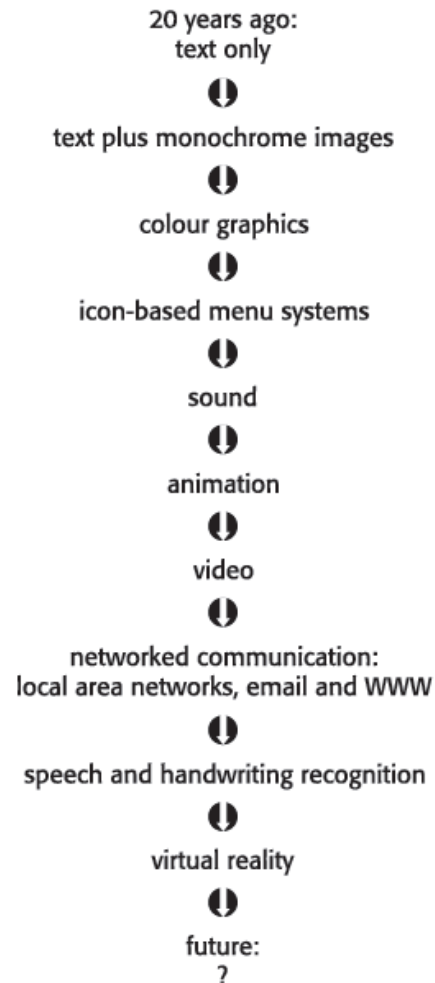 20 years ago:
text only
text plus monochrome images
colour graphics
icon-based menu systems
sound
animation
video
networked communication:
local area networks, email and WWW
speech and handwriting recognition
virtual reality
future:
?